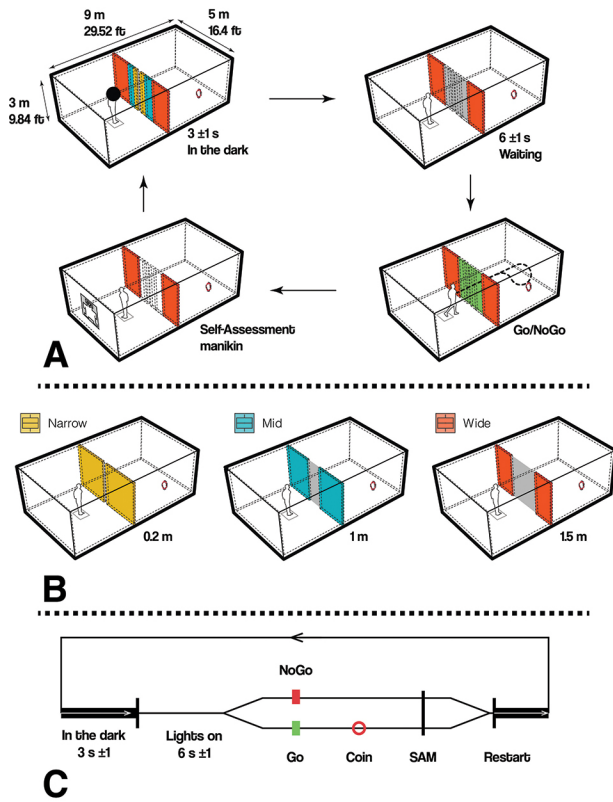 9 m
29.52 ft
5 m
16.4 ft
3 m
9.84 ft
3 ±1 s
In the dark
6 ±1 s
Waiting
Self-Assessment
manikin
Go/NoGo
A
Narrow
Mid
Wide
0.2 m
1 m
1.5 m
B
NoGo
In the dark
3 s ±1
Lights on
6 s ±1
Go
Coin
SAM
Restart
C